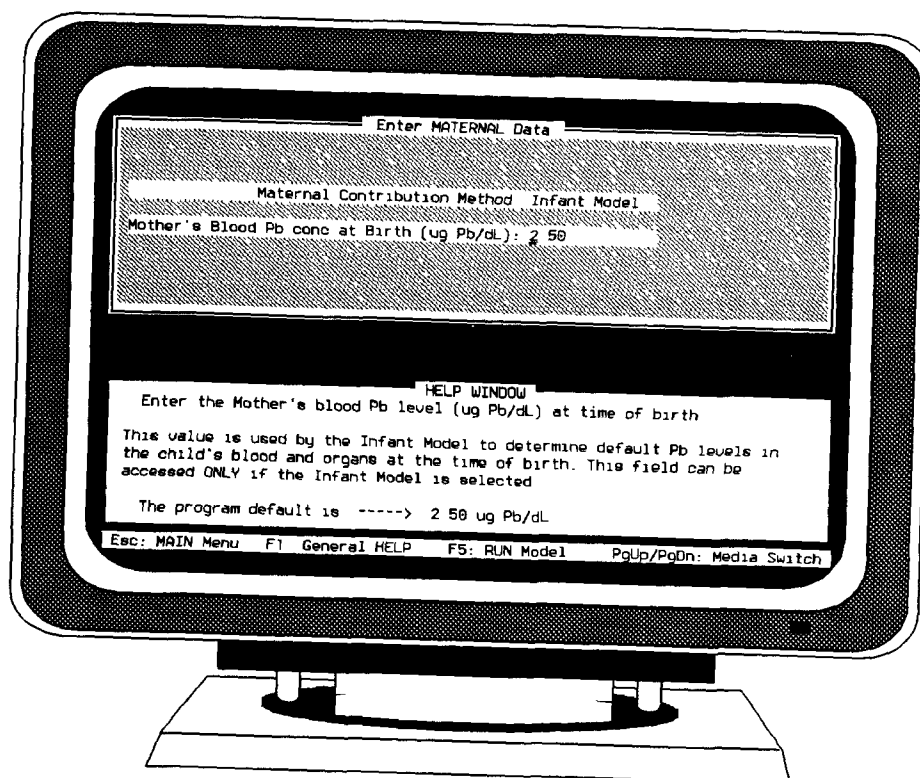 Enter MATERNAL Data
Maternal Contribution Method Infant Model
Mother's Blood Pb conc at Birth (ug Pb/dL): 2 50
HELP WINDOW
Enter the Mother's blood Pb level (ug Pb/dL) at time of birth
This value is used by the Infant Model to determine default Pb levels in
the child's blood and organs at the time of birth. This field can be
accessed ONLY if the Infant Model is selected
The program default is -----> 2 50 ug Pb/dL
Esc: MAIN Menu F1 General HELP F5: RUN Model PgUp/PgDn: Media Switch